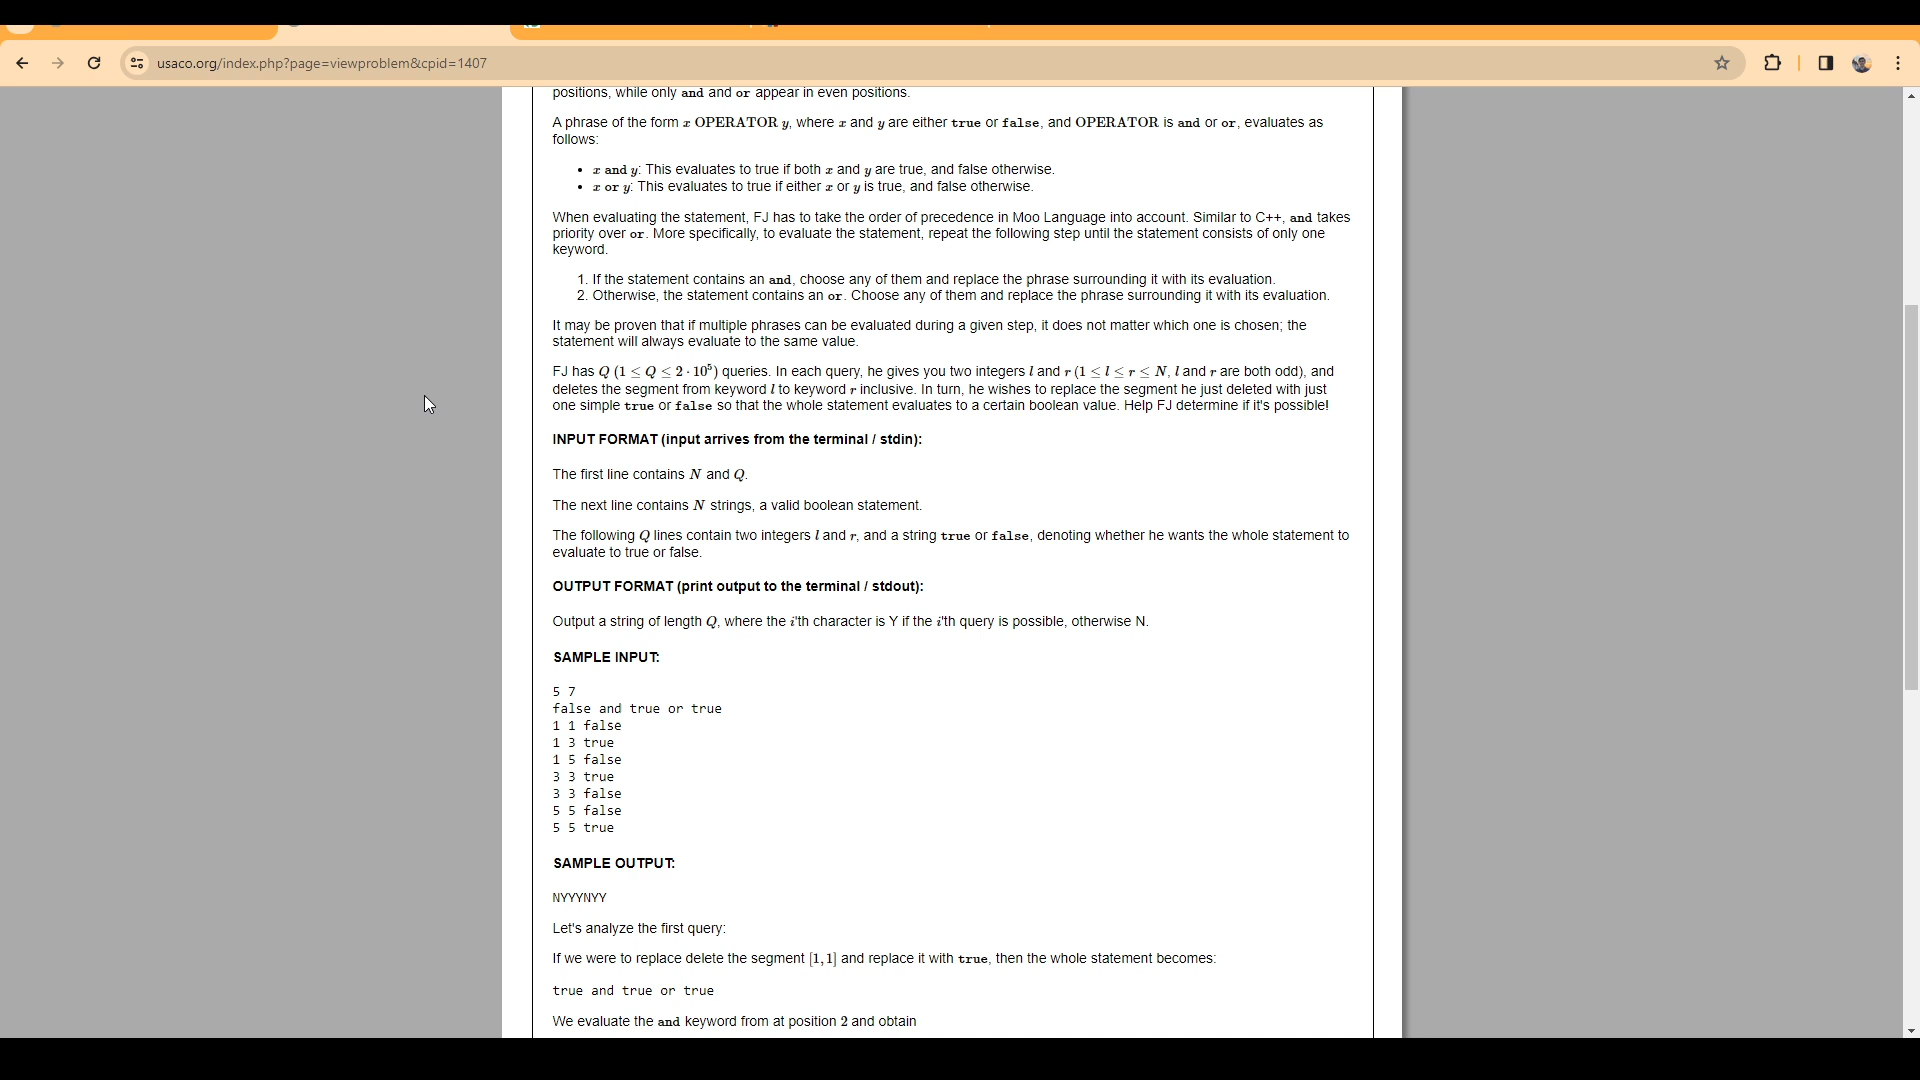 usaco.org/index.php?page=viewproblem&cpid=1407
positions, while only and and or appear in even positions.
A phrase of the form x OPERATOR y, where x and y are either true or false, and OPERATOR is and or or, evaluates as
follows:
• x and y: This evaluates to true if both x and y are true, and false otherwise.
• x or y: This evaluates to true if either x or y is true, and false otherwise.
When evaluating the statement, FJ has to take the order of precedence in Moo Language into account. Similar to C++, and takes
priority over or. More specifically, to evaluate the statement, repeat the following step until the statement consists of only one
keyword.
1. If the statement contains an and, choose any of them and replace the phrase surrounding it with its evaluation.
2. Otherwise, the statement contains an or. Choose any of them and replace the phrase surrounding it with its evaluation.
It may be proven that if multiple phrases can be evaluated during a given step, it does not matter which one is chosen; the
statement will always evaluate to the same value.
FJ has Q (1 ≤ Q ≤ 2 · 10⁵) queries. In each query, he gives you two integers l and r (1 ≤ l ≤ r ≤ N, l and r are both odd), and
deletes the segment from keyword l to keyword r inclusive. In turn, he wishes to replace the segment he just deleted with just
one simple true or false so that the whole statement evaluates to a certain boolean value. Help FJ determine if it's possible!
INPUT FORMAT (input arrives from the terminal / stdin):
The first line contains N and Q.
The next line contains N strings, a valid boolean statement.
The following Q lines contain two integers l and r, and a string true or false, denoting whether he wants the whole statement to
evaluate to true or false.
OUTPUT FORMAT (print output to the terminal / stdout):
Output a string of length Q, where the i'th character is Y if the i'th query is possible, otherwise N.
SAMPLE INPUT:
5 7
false and true or true
1 1 false
1 3 true
1 5 false
3 3 true
3 3 false
5 5 false
5 5 true
SAMPLE OUTPUT:
NYYYNYY
Let's analyze the first query:
If we were to replace delete the segment [1, 1] and replace it with true, then the whole statement becomes:
true and true or true
We evaluate the and keyword from at position 2 and obtain